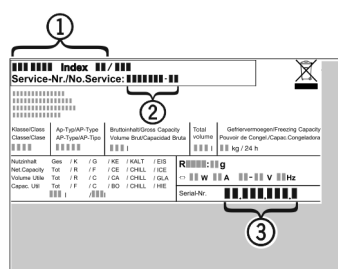 ①
Index /
Service-Nr./No.Service: -
②
Klasse/Class Ap-Typ/AP-Type Bruttoinhalt/Gross Capacity Total Gefriervermoegen/Freezing Capacity
Classe/Clase AP-Type/AP-Tipo Volume Brut/Capacidad Bruta volume Pouvoir de Congel./Capac.Congeladora
l l kg / 24 h
Nutzinhalt Ges / K / G / KE / KALT / EIS
Net.Capacity Tot / R / F / CE / CHILL / ICE
Volume Utile Tot / R / C / CA / CHILL / GLA
Capac. Util Tot / F / C / BO / CHILL / HIE
l / l
R : g
W A - V Hz
Serial-Nr. . . .
③